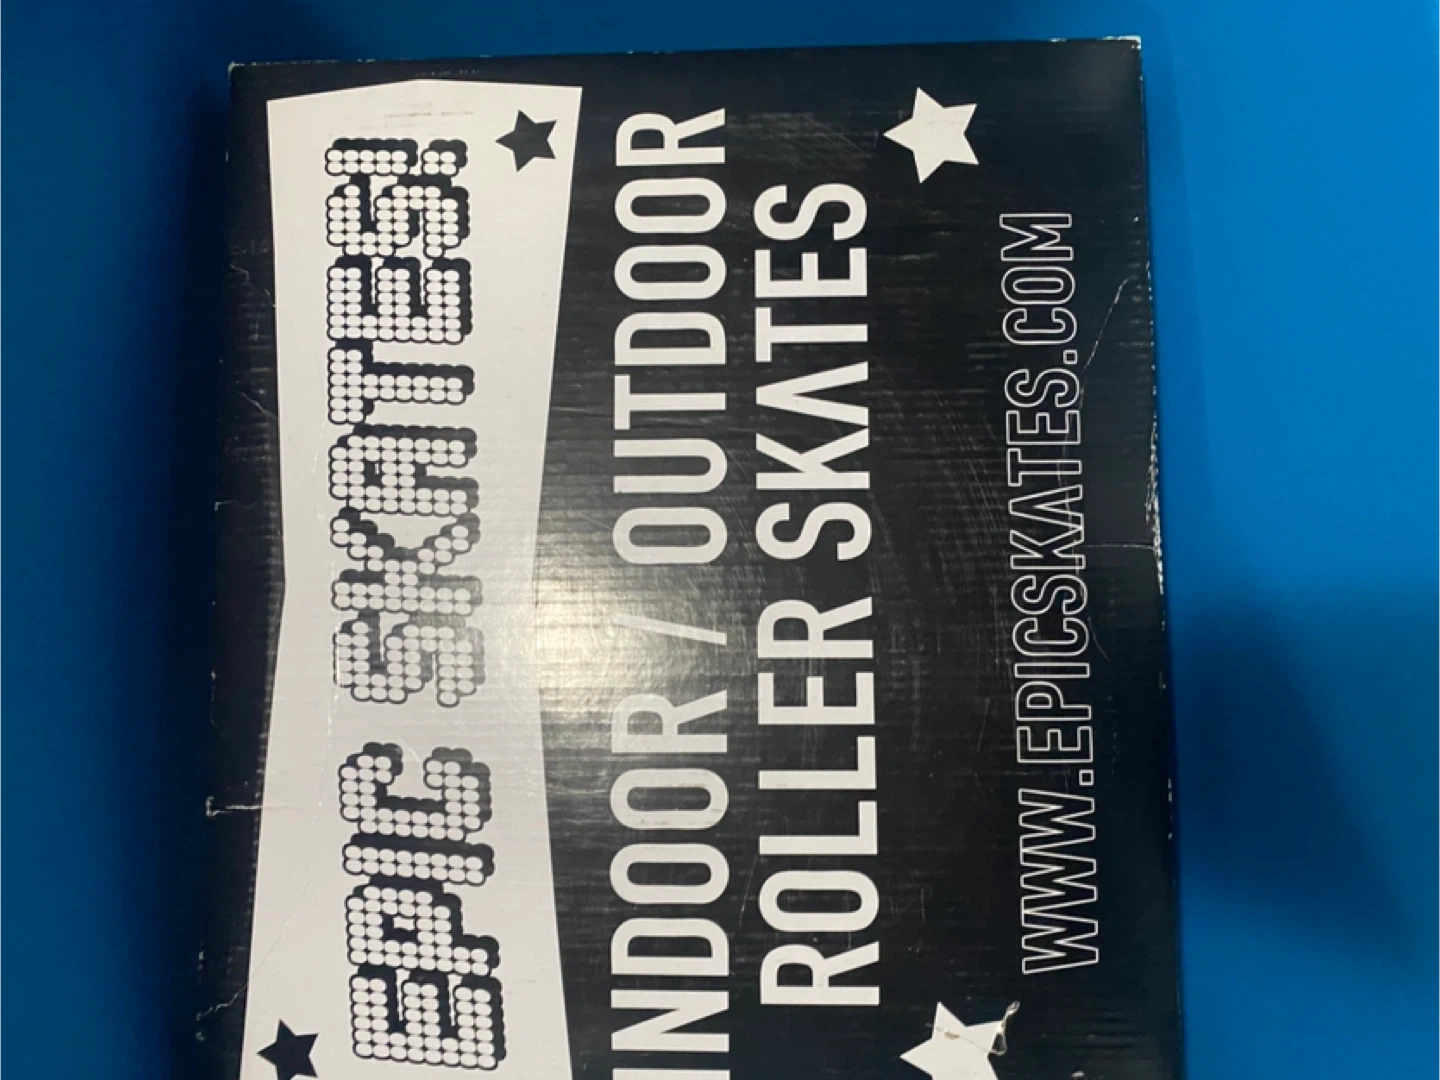 EPIC SKATES!
INDOOR / OUTDOOR
ROLLER SKATES
WWW.EPICSKATES.COM